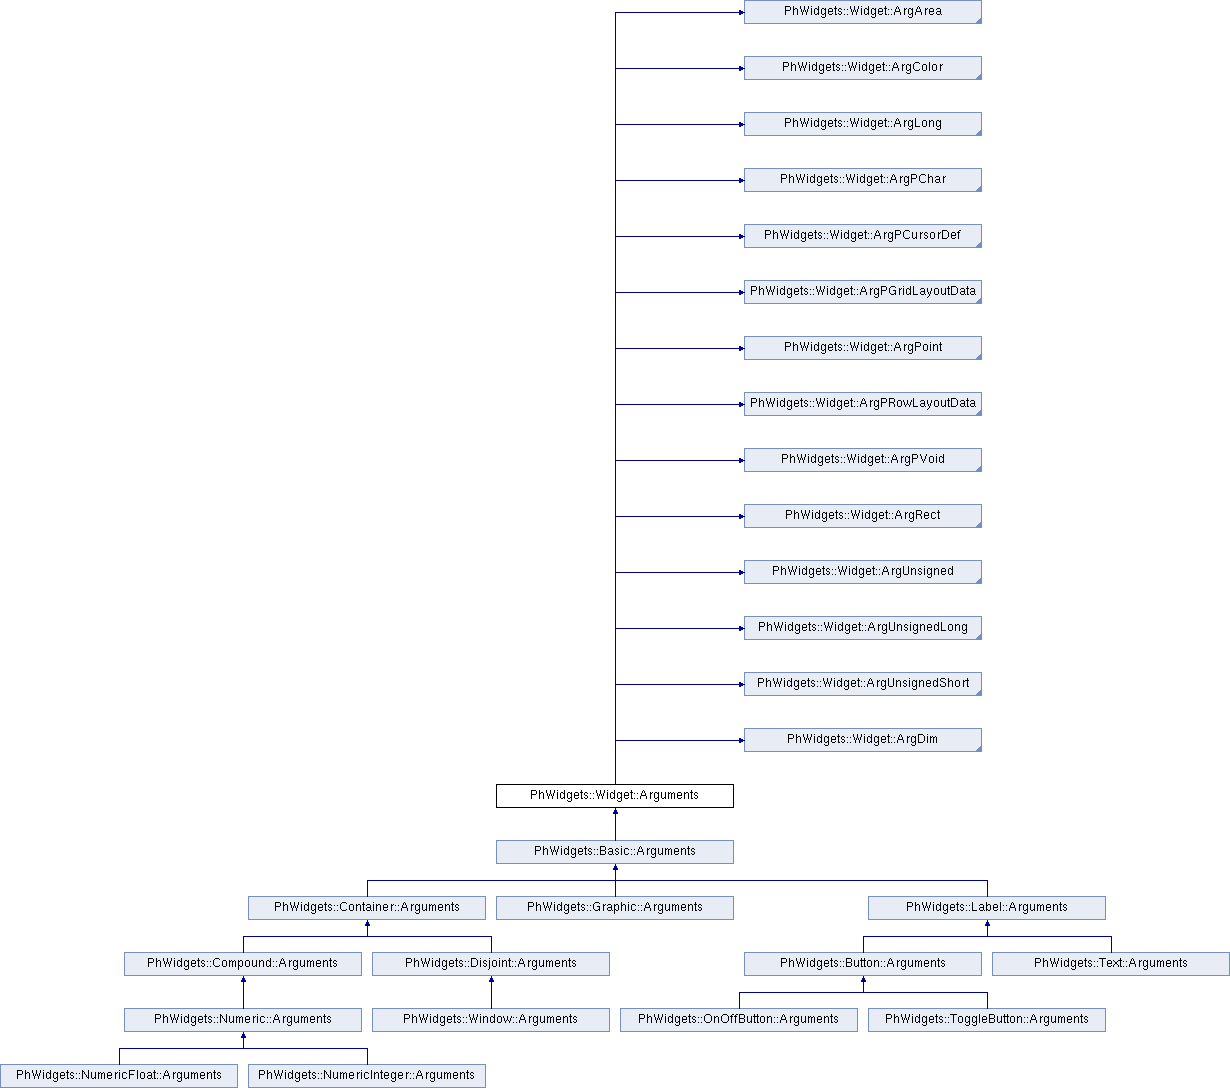 PhWidgets::Widget::ArgArea
PhWidgets::Widget::ArgColor
PhWidgets::Widget::ArgLong
PhWidgets::Widget::ArgPChar
PhWidgets::Widget::ArgPCursorDef
PhWidgets::Widget::ArgPGridLayoutData
PhWidgets::Widget::ArgPoint
PhWidgets::Widget::ArgPRowLayoutData
PhWidgets::Widget::ArgPVoid
PhWidgets::Widget::ArgRect
PhWidgets::Widget::ArgUnsigned
PhWidgets::Widget::ArgUnsignedLong
PhWidgets::Widget::ArgUnsignedShort
PhWidgets::Widget::ArgDim
PhWidgets::Widget::Arguments
PhWidgets::Basic::Arguments
PhWidgets::Container::Arguments
PhWidgets::Graphic::Arguments
PhWidgets::Label::Arguments
PhWidgets::Compound::Arguments
PhWidgets::Disjoint::Arguments
PhWidgets::Button::Arguments
PhWidgets::Text::Arguments
PhWidgets::Numeric::Arguments
PhWidgets::Window::Arguments
PhWidgets::OnOffButton::Arguments
PhWidgets::ToggleButton::Arguments
PhWidgets::NumericFloat::Arguments
PhWidgets::NumericInteger::Arguments